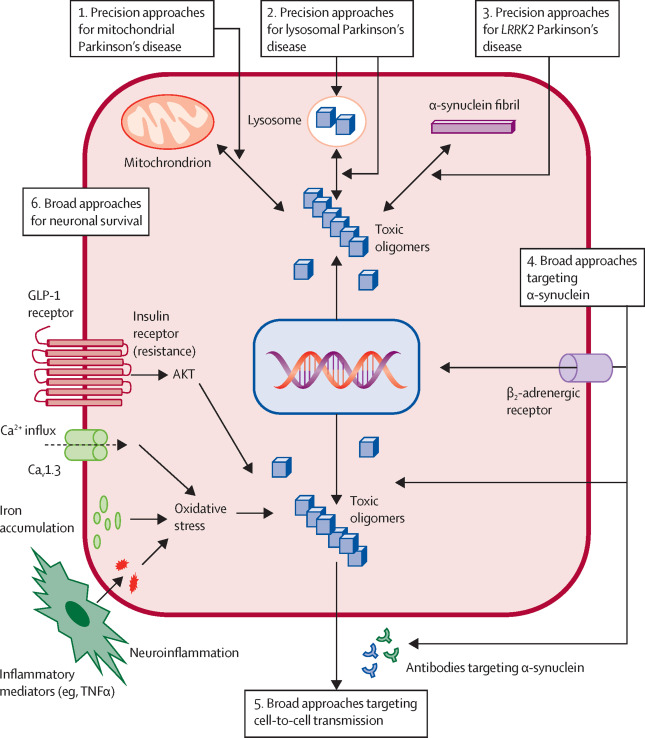 1. Precision approaches
for mitochondrial
Parkinson's disease
2. Precision approaches
for lysosomal Parkinson's
disease
3. Precision approaches
for LRRK2 Parkinson's
disease
Mitochrondrion
Lysosome
α-synuclein fibril
Toxic
oligomers
6. Broad approaches
for neuronal survival
4. Broad approaches
targeting
α-synuclein
GLP-1
receptor
Insulin
receptor
(resistance)
AKT
β₂-adrenergic
receptor
Ca²⁺ influx
Caᵥ1.3
Iron
accumulation
Oxidative
stress
Toxic
oligomers
Neuroinflammation
Inflammatory
mediators (eg, TNFα)
Antibodies targeting α-synuclein
5. Broad approaches targeting
cell-to-cell transmission